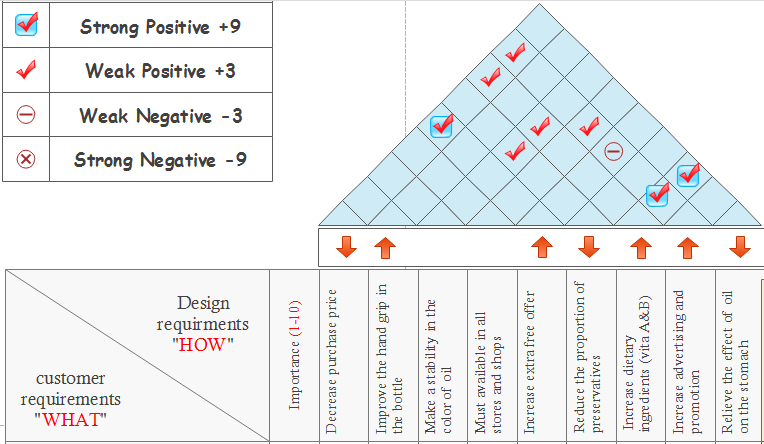 Strong Positive +9
Weak Positive +3
Weak Negative -3
Strong Negative -9
Design
requirments
"HOW"
customer
requirements
"WHAT"
Importance (1-10)
Decrease purchase price
Improve the hand grip in
the bottle
Make a stability in the
color of oil
Must available in all
stores and shops
Increase extra free offer
Reduce the proportion of
preservatives
Increase dietary
ingredients (vita A&B)
Increase advertising and
promotion
Relieve the effect of oil
on the stomach